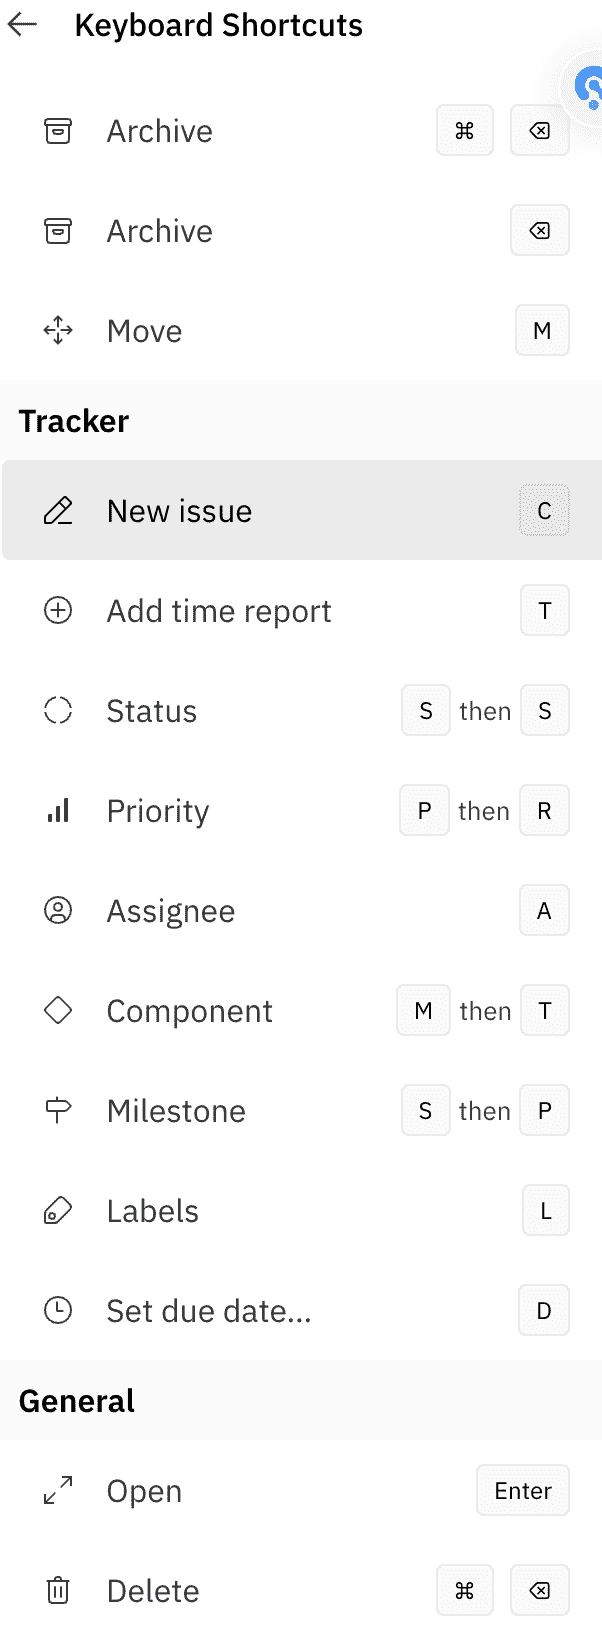 Keyboard Shortcuts
Archive ⌘ ⌫
Archive ⌫
Move M
Tracker
New issue C
Add time report T
Status S then S
Priority P then R
Assignee A
Component M then T
Milestone S then P
Labels L
Set due date... D
General
Open Enter
Delete ⌘ ⌫